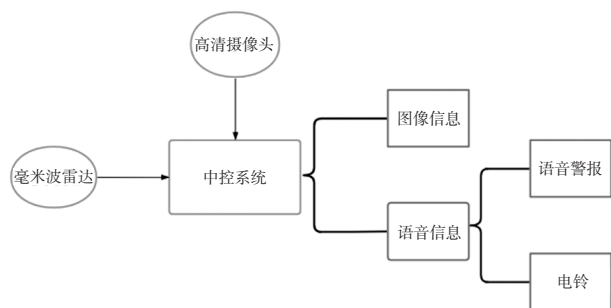 高清摄像头
图像信息
毫米波雷达
中控系统
语音警报
语音信息
电铃